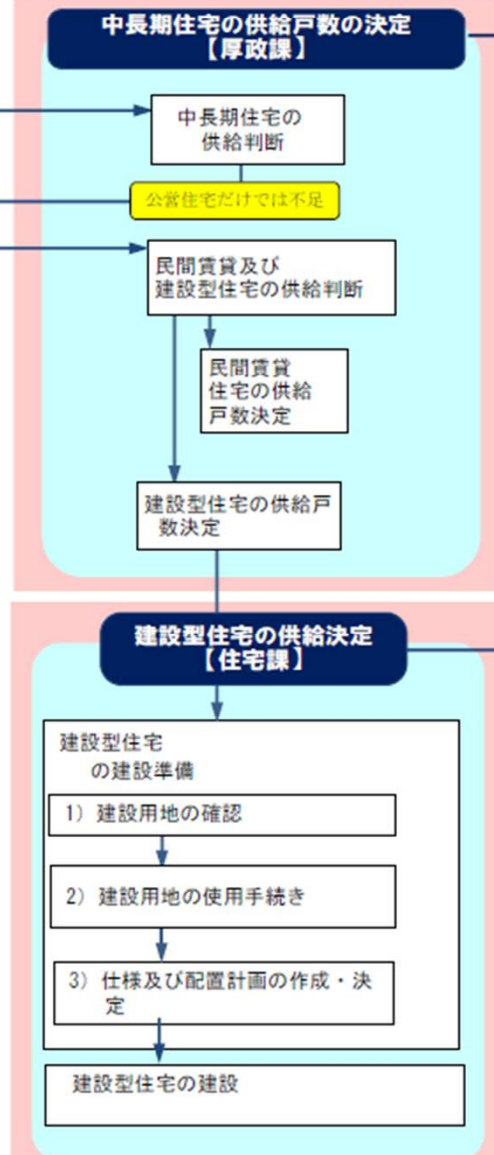 中長期住宅の供給戸数の決定
【厚政課】
中長期住宅の
供給判断
公営住宅だけでは不足
民間賃貸及び
建設型住宅の供給判断
民間賃貸
住宅の供給
戸数決定
建設型住宅の供給戸
数決定
建設型住宅の供給決定
【住宅課】
建設型住宅
の建設準備
1）建設用地の確認
2）建設用地の使用手続き
3）仕様及び配置計画の作成・決
定
建設型住宅の建設